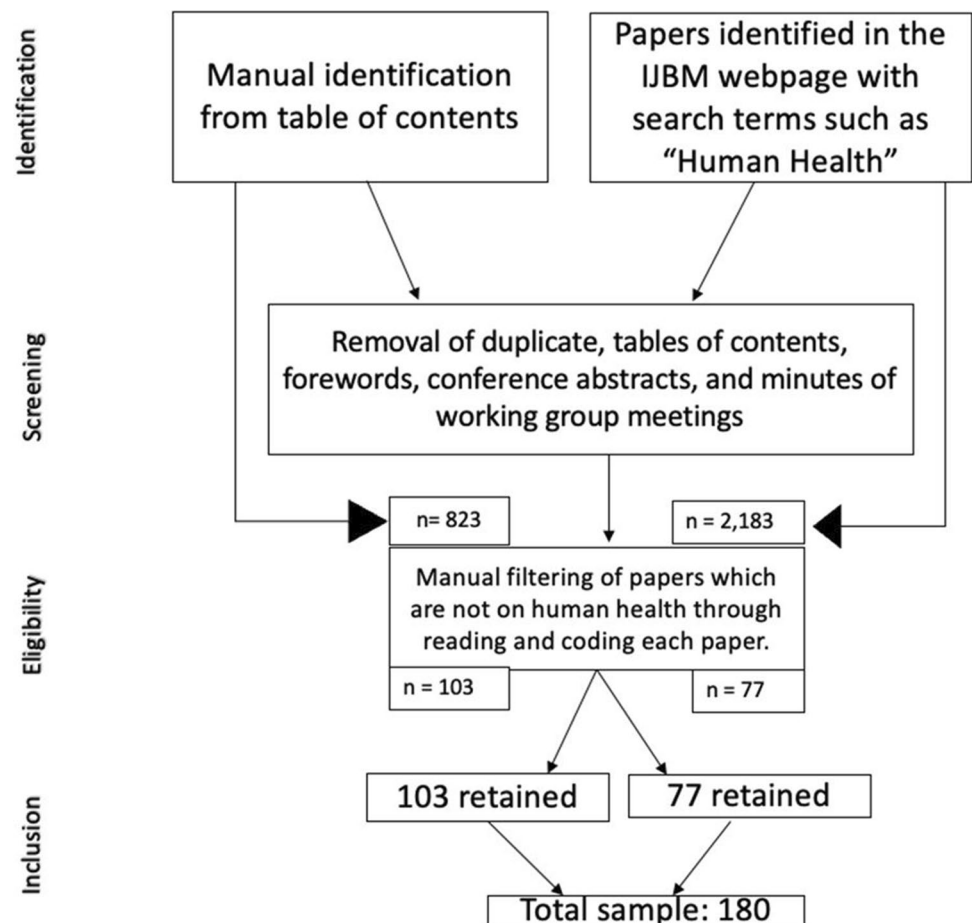 Identification
Manual identification
from table of contents
Papers identified in the
IJBM webpage with
search terms such as
“Human Health”
Screening
Removal of duplicate, tables of contents,
forewords, conference abstracts, and minutes of
working group meetings
n= 823
n = 2,183
Eligibility
Manual filtering of papers which
are not on human health through
reading and coding each paper.
n = 103
n = 77
Inclusion
103 retained
77 retained
Total sample: 180